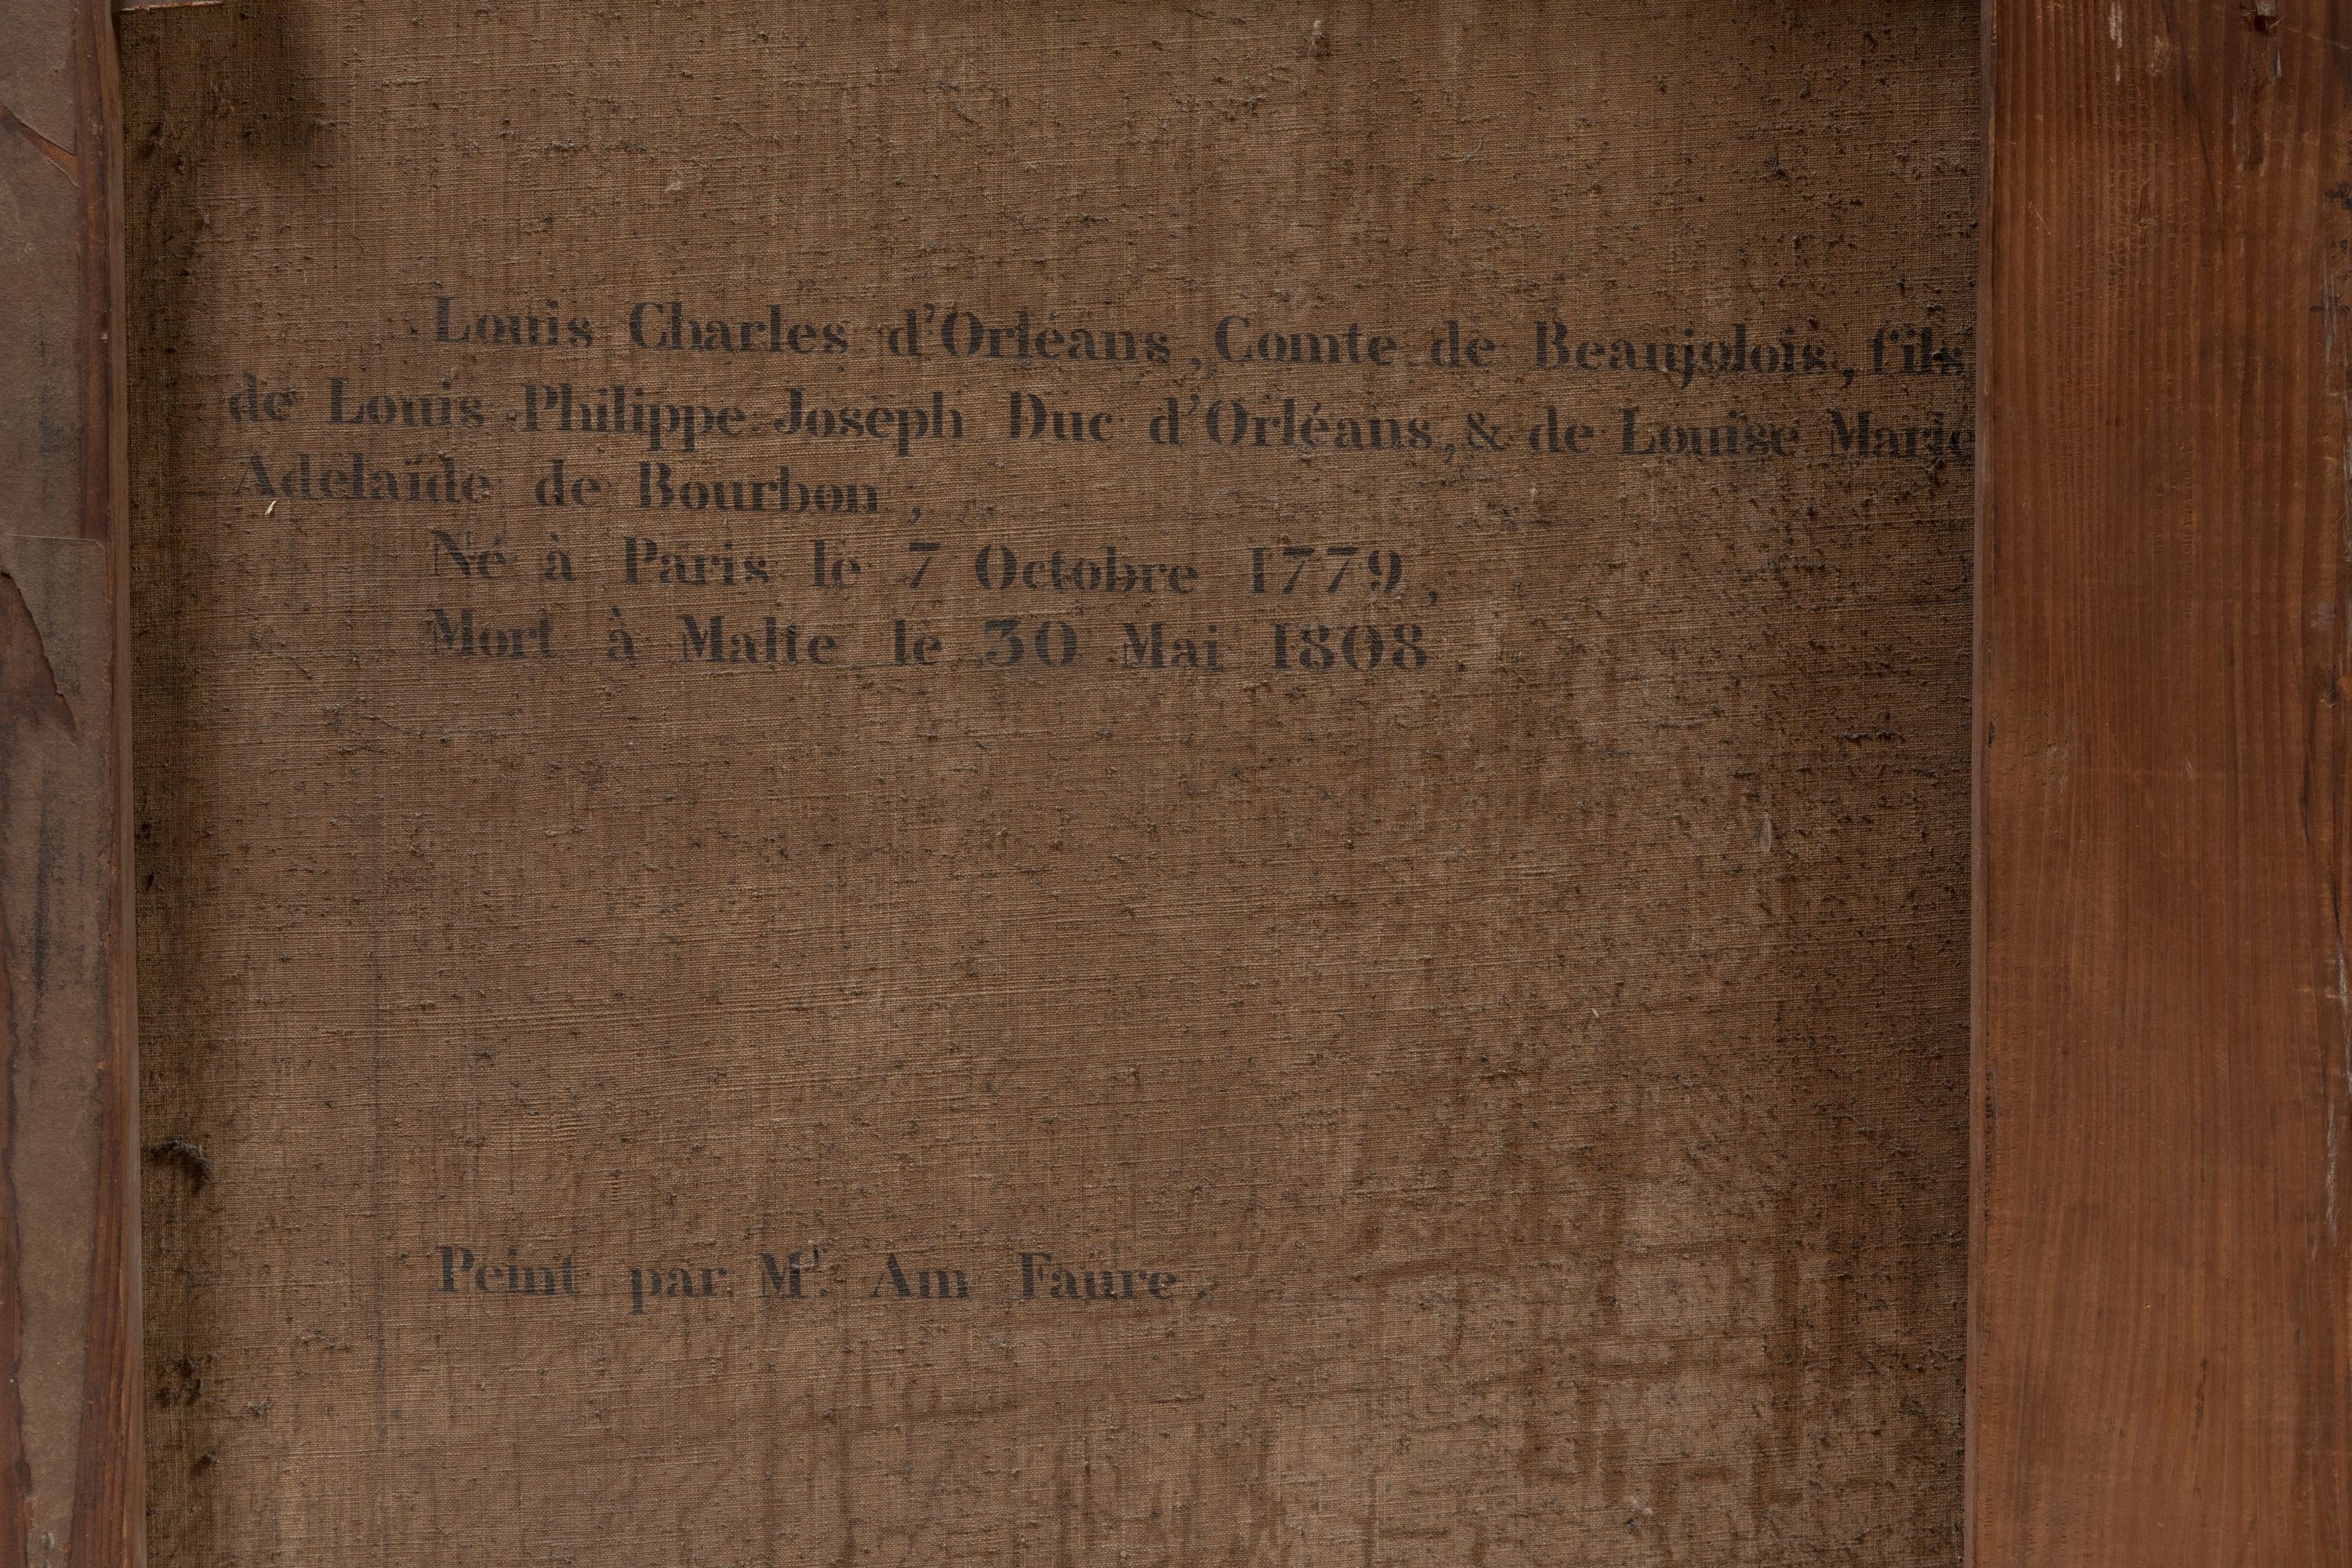 Louis Charles d'Orléans, Comte de Beaujolois, fils
de Louis Philippe Joseph Duc d'Orléans, & de Louise Marie
Adelaïde de Bourbon ;
Né à Paris le 7 Octobre 1779,
Mort à Malte le 30 Mai 1808.
Peint par Mr. Am Faure.